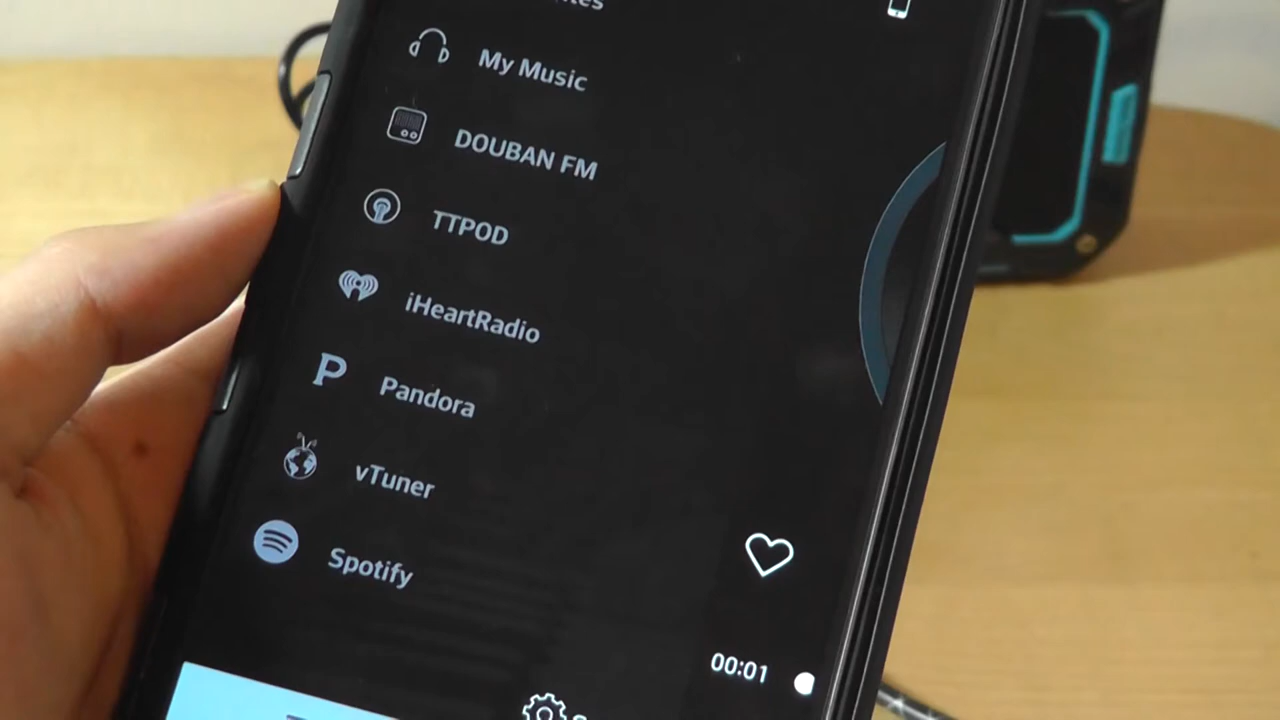 My Music
DOUBAN FM
TTPOD
iHeartRadio
Pandora
vTuner
Spotify
00:01